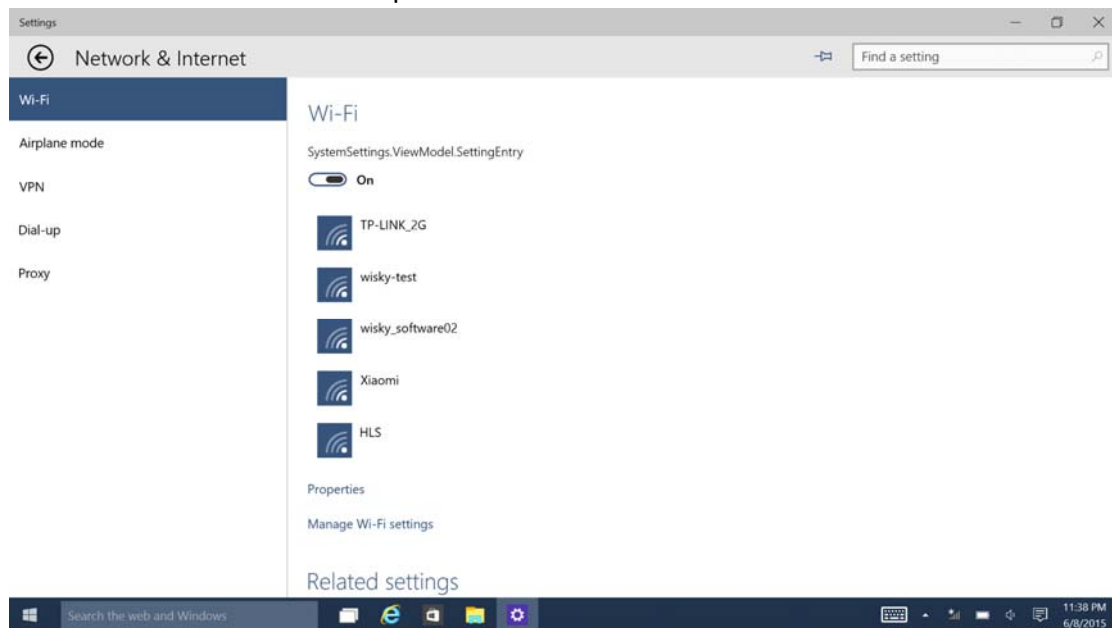 Settings
Network & Internet
Find a setting
Wi-Fi
Airplane mode
VPN
Dial-up
Proxy
Wi-Fi
SystemSettings.ViewModel.SettingEntry
On
TP-LINK_2G
wisky-test
wisky_software02
Xiaomi
HLS
Properties
Manage Wi-Fi settings
Related settings
Search the web and Windows
11:38 PM
6/8/2015